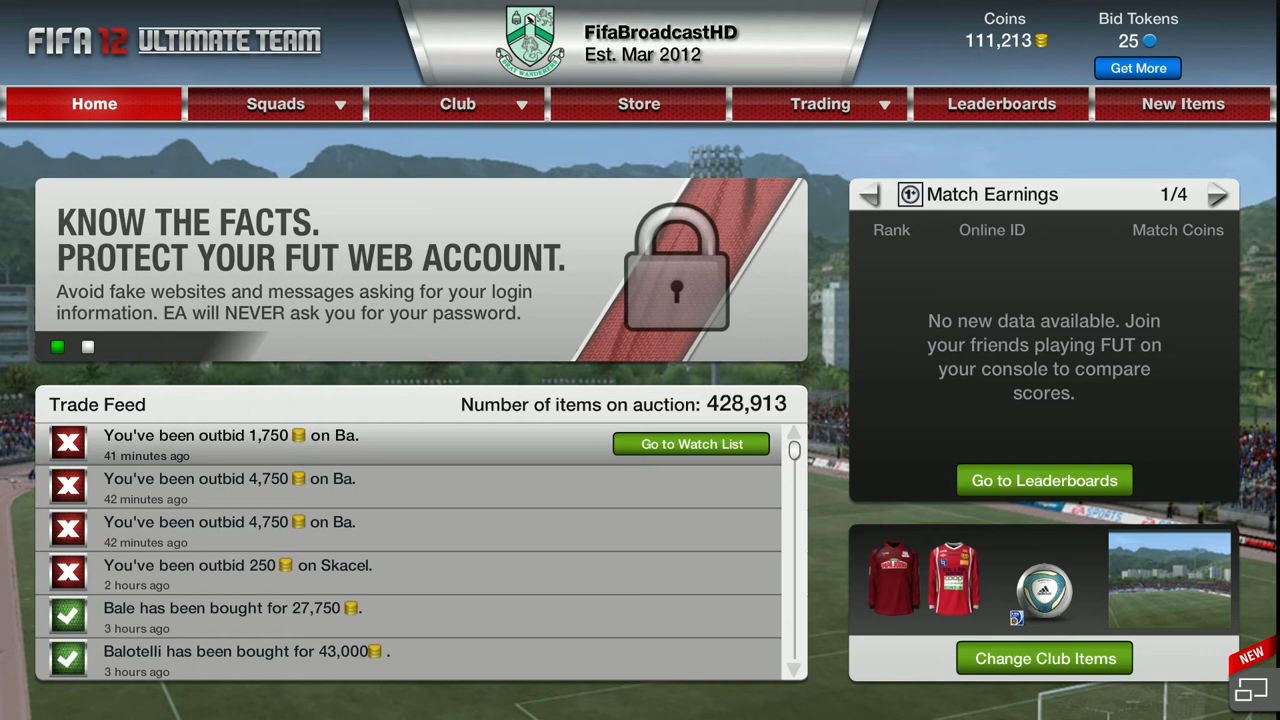 FIFA 12 ULTIMATE TEAM
BRAY WANDERERS
FifaBroadcastHD
Est. Mar 2012
Coins
111,213
Bid Tokens
25
Get More
Home
Squads
Club
Store
Trading
Leaderboards
New Items
KNOW THE FACTS.
PROTECT YOUR FUT WEB ACCOUNT.
Avoid fake websites and messages asking for your login
information. EA will NEVER ask you for your password.
Match Earnings
1/4
Rank
Online ID
Match Coins
No new data available. Join
your friends playing FUT on
your console to compare
scores.
Go to Leaderboards
Trade Feed
Number of items on auction: 428,913
You've been outbid 1,750 on Ba.
41 minutes ago
Go to Watch List
You've been outbid 4,750 on Ba.
42 minutes ago
You've been outbid 4,750 on Ba.
42 minutes ago
You've been outbid 250 on Skacel.
2 hours ago
Bale has been bought for 27,750 .
3 hours ago
Balotelli has been bought for 43,000 .
3 hours ago
Change Club Items
NEW